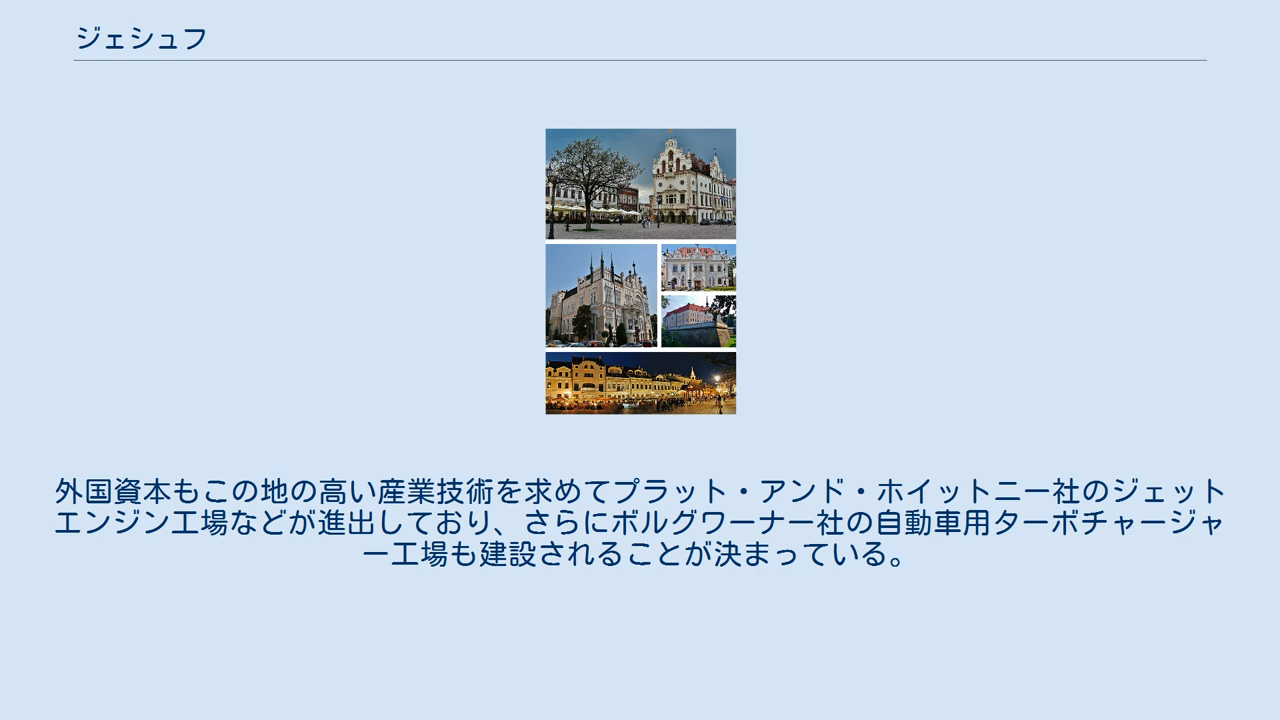 ジェシュフ
外国資本もこの地の高い産業技術を求めてプラット・アンド・ホイットニー社のジェット
エンジン工場などが進出しており、さらにボルグワーナー社の自動車用ターボチャージャ
ー工場も建設されることが決まっている。